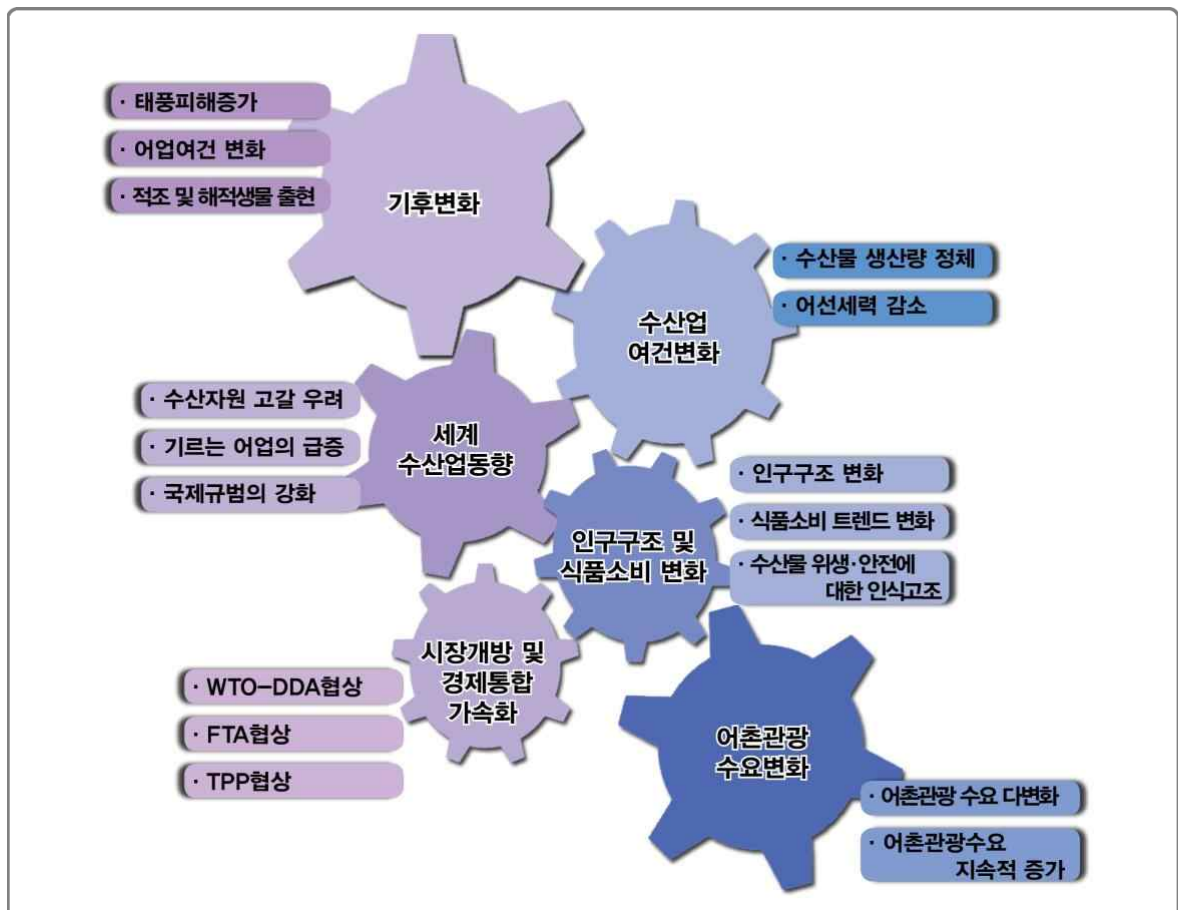 · 태풍피해증가
· 어업여건 변화
· 적조 및 해적생물 출현
기후변화
· 수산물 생산량 정체
· 어선세력 감소
수산업
여건변화
· 수산자원 고갈 우려
· 기르는 어업의 급증
· 국제규범의 강화
세계
수산업동향
· 인구구조 변화
· 식품소비 트렌드 변화
· 수산물 위생·안전에
대한 인식고조
인구구조 및
식품소비 변화
시장개방 및
경제통합
가속화
· WTO-DDA협상
· FTA협상
· TPP협상
어촌관광
수요변화
· 어촌관광 수요 다변화
· 어촌관광수요
지속적 증가